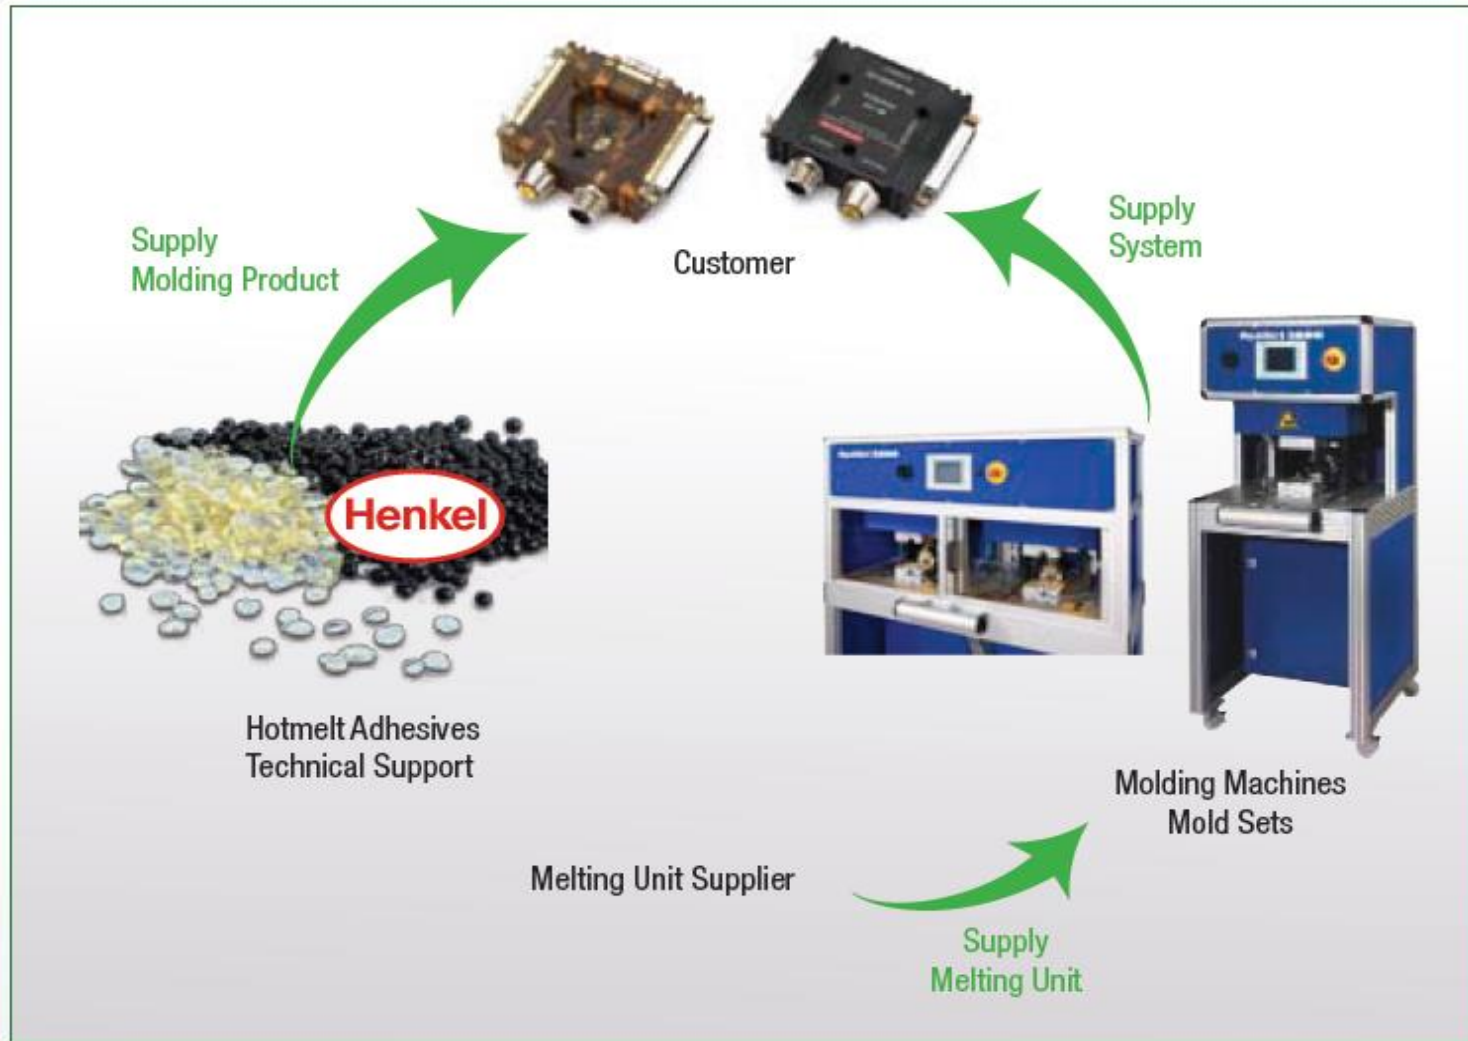 Supply
Molding Product
Customer
Supply
System
Henkel
Hotmelt Adhesives
Technical Support
Molding Machines
Mold Sets
Melting Unit Supplier
Supply
Melting Unit